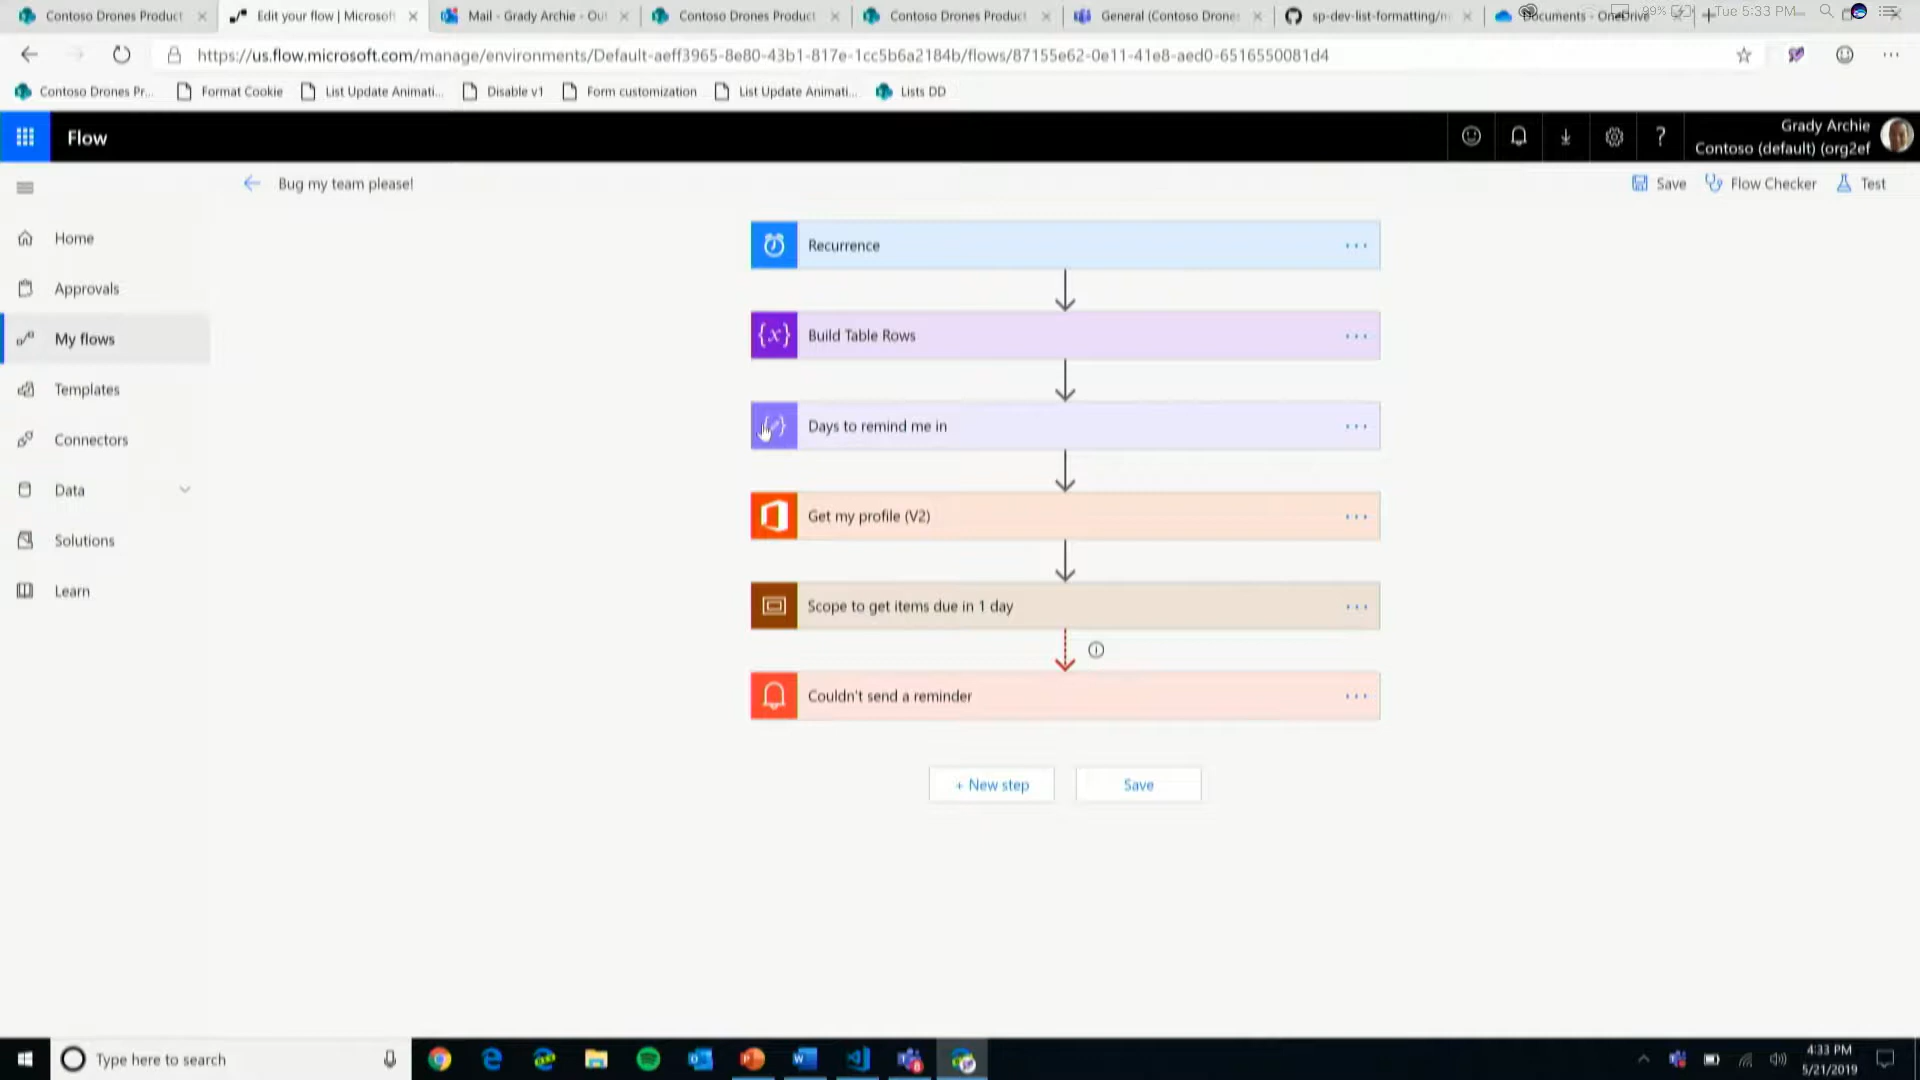 Contoso Drones Product
Edit your flow | Microsoft
Mail - Grady Archie - Out
Contoso Drones Product
Contoso Drones Product
General (Contoso Drones
sp-dev-list-formatting/m
Documents - OneDrive
99%
Tue 5:33 PM
https://us.flow.microsoft.com/manage/environments/Default-aeff3965-8e80-43b1-817e-1cc5b6a2184b/flows/87155e62-0e11-41e8-aed0-6516550081d4
Contoso Drones Pr...
Format Cookie
List Update Animati...
Disable v1
Form customization
List Update Animati...
Lists DD
Flow
Grady Archie
Contoso (default) (org2ef
Bug my team please!
Save
Flow Checker
Test
Home
Approvals
My flows
Templates
Connectors
Data
Solutions
Learn
Recurrence
Build Table Rows
Days to remind me in
Get my profile (V2)
Scope to get items due in 1 day
Couldn't send a reminder
+ New step
Save
Type here to search
4:33 PM
5/21/2019